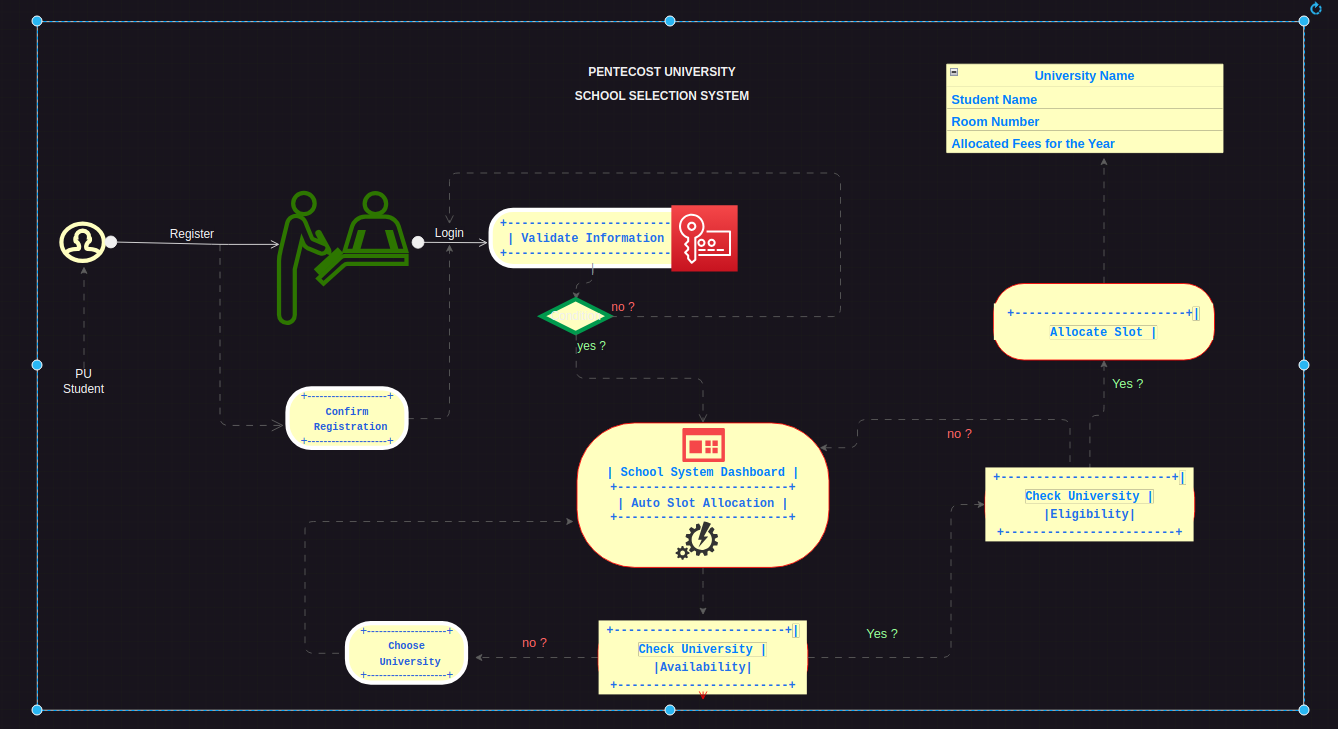 PENTECOST UNIVERSITY
SCHOOL SELECTION SYSTEM
University Name
Student Name
Room Number
Allocated Fees for the Year
Register
Login
+-----------------------
| Validate Information
+-----------------------
no ?
yes ?
PU
Student
+--------------------+
Confirm
Registration
+--------------------+
+------------------------+|
Allocate Slot |
Yes ?
no ?
| School System Dashboard |
+------------------------+
| Auto Slot Allocation |
+------------------------+
+------------------------+|
Check University |
|Eligibility|
+------------------------+
+--------------------+
Choose
University
+--------------------+
no ?
+------------------------+|
Check University |
|Availability|
+------------------------+
Yes ?